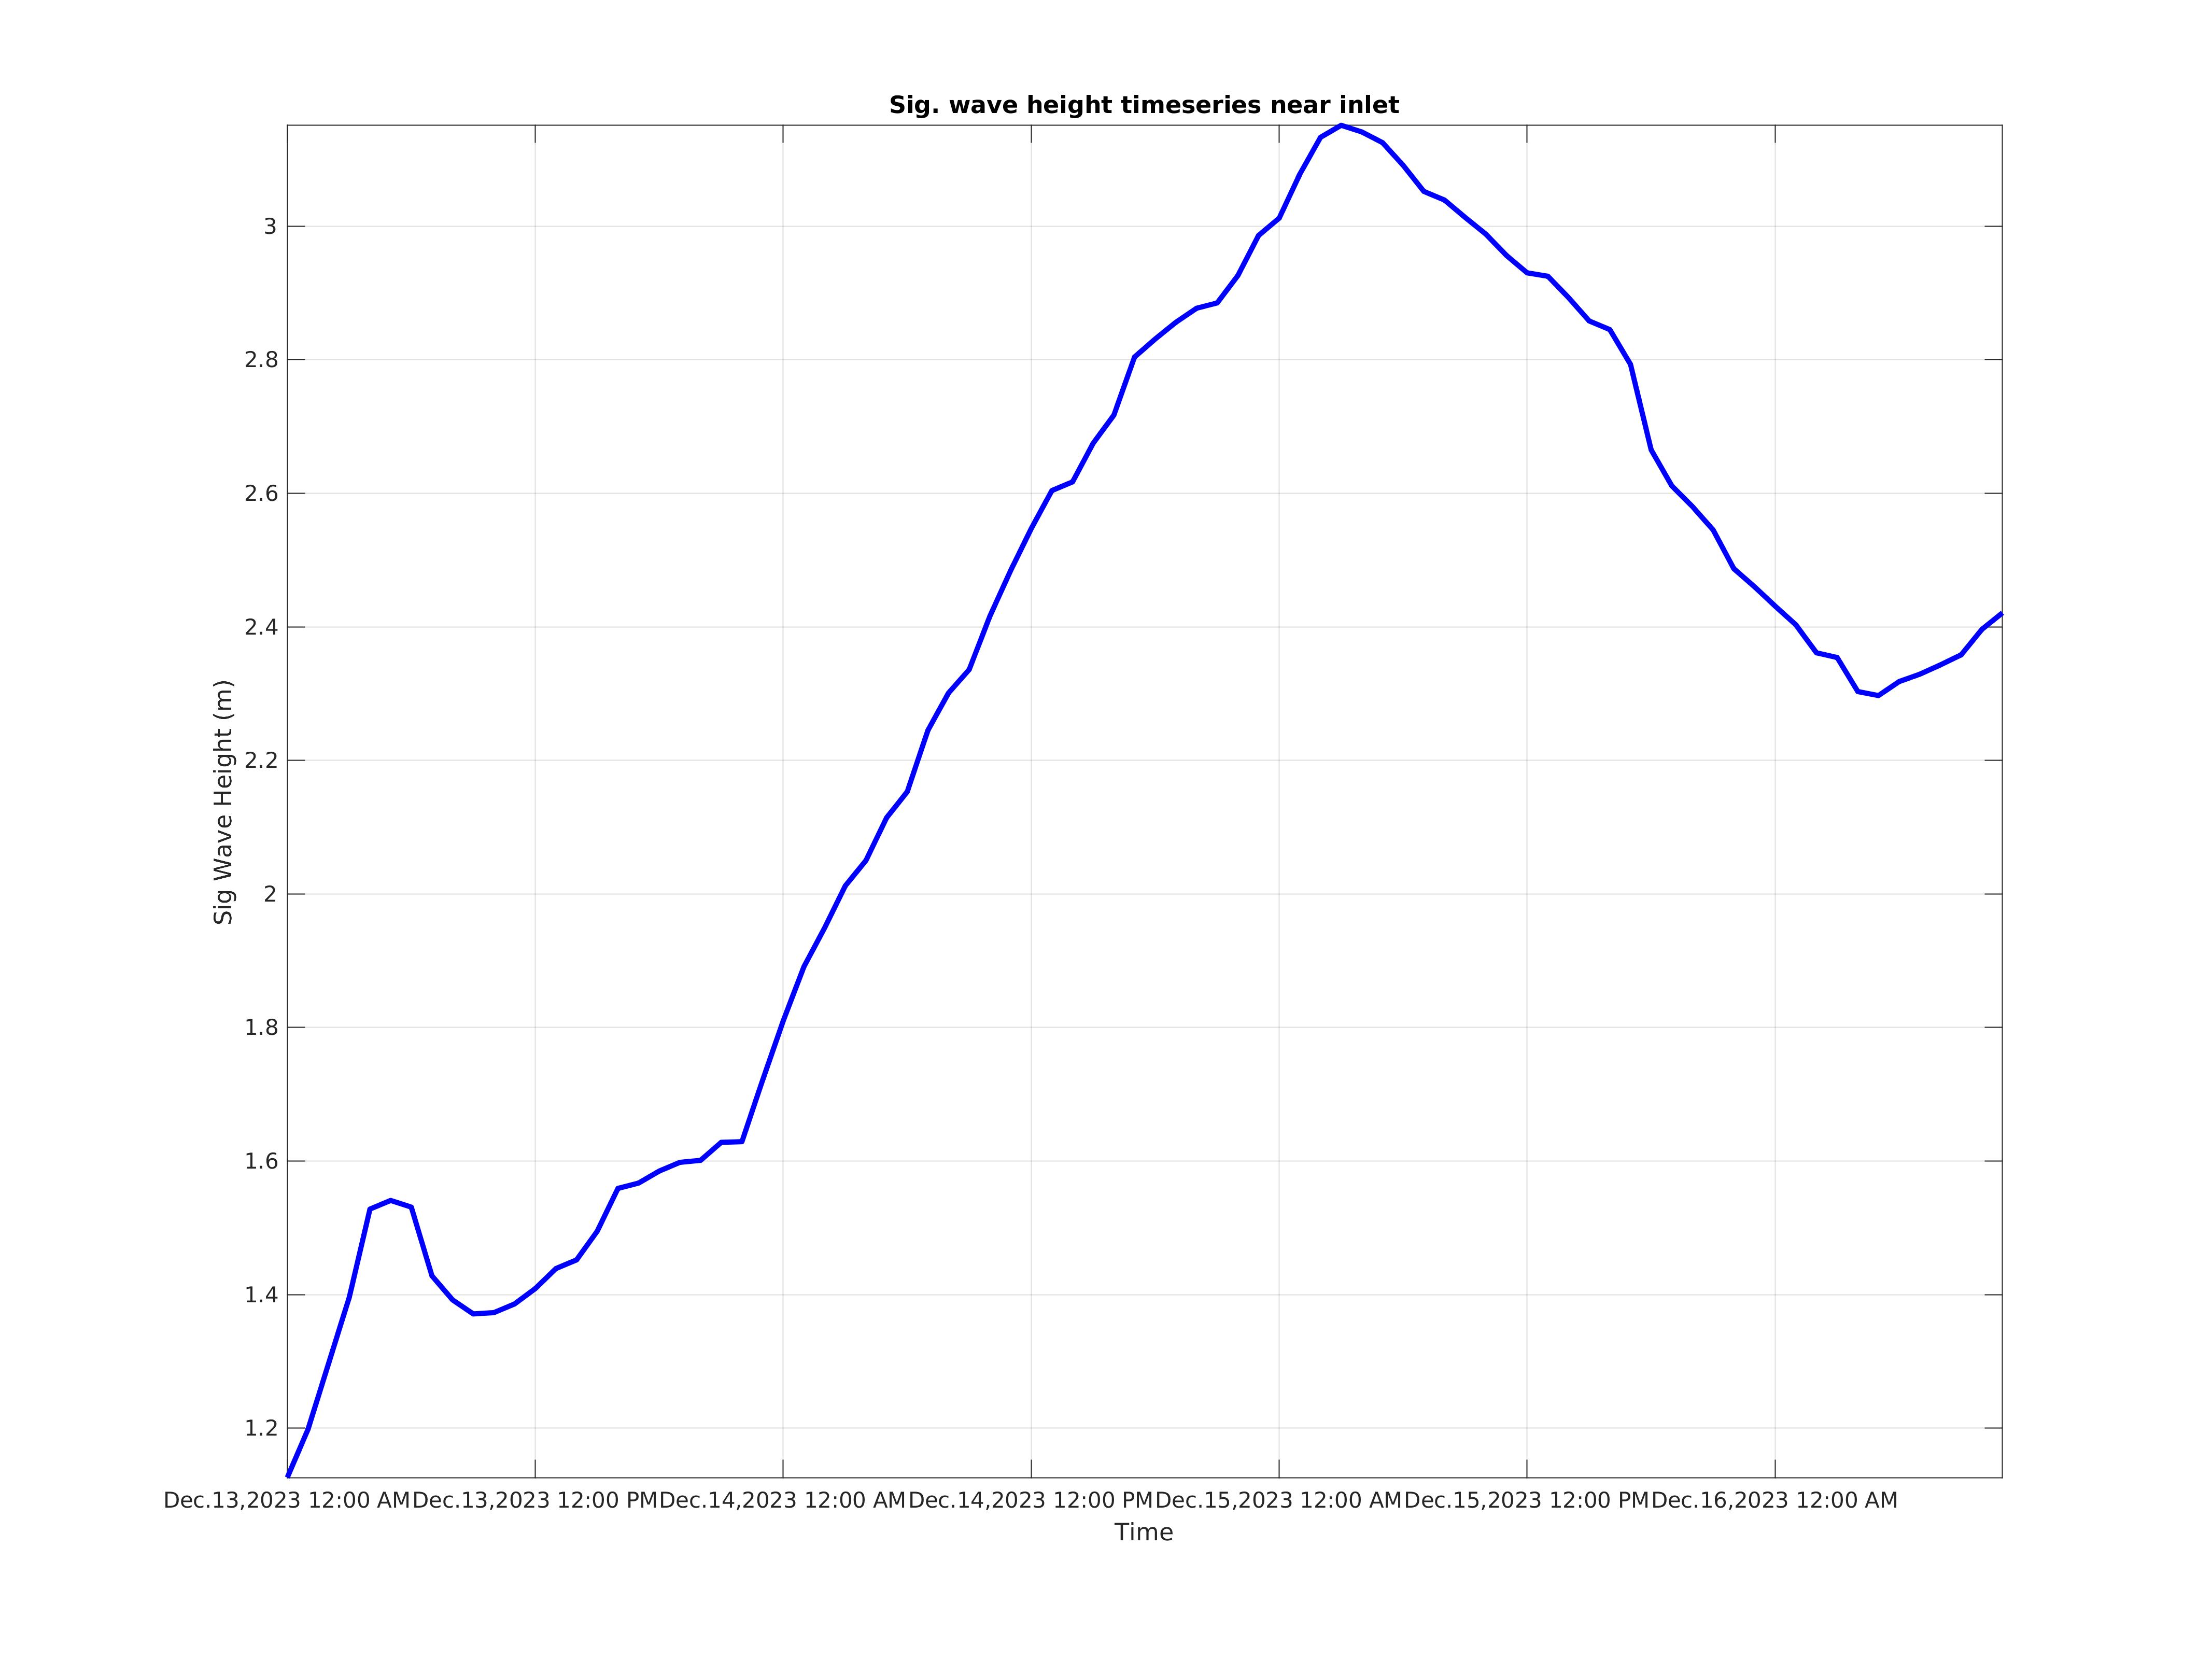 Sig. wave height timeseries near inlet
3
2.8
2.6
2.4
2.2
2
1.8
1.6
1.4
1.2
Sig Wave Height (m)
Dec.13,2023 12:00 AM Dec.13,2023 12:00 PM Dec.14,2023 12:00 AM Dec.14,2023 12:00 PM Dec.15,2023 12:00 AM Dec.15,2023 12:00 PM Dec.16,2023 12:00 AM
Time